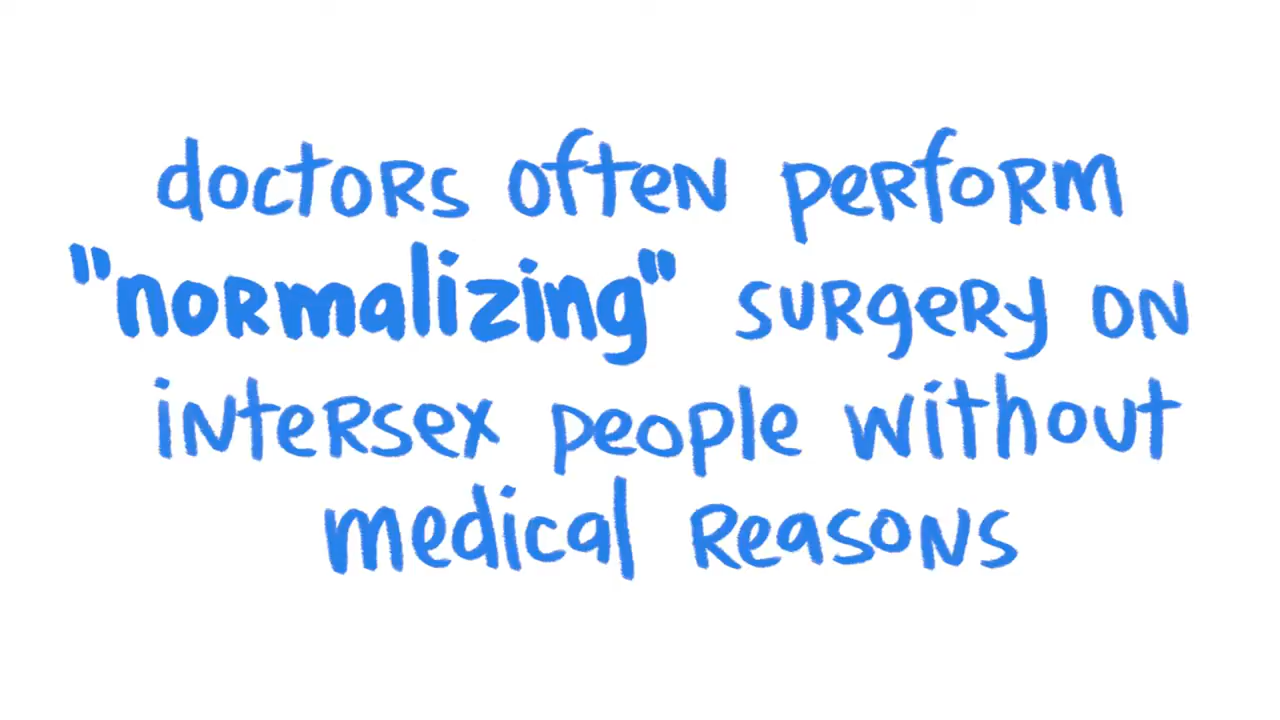 doctors often perform
"normalizing" surgery on
intersex people without
medical reasons